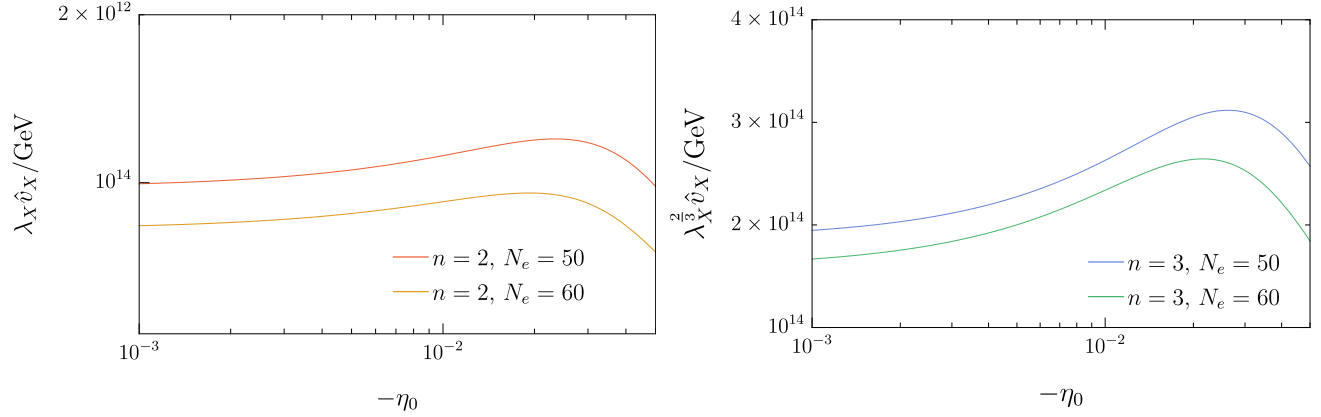 2 × 10^12
10^14
λ_X v̂_X/GeV
n = 2, N_e = 50
n = 2, N_e = 60
10^−3
10^−2
−η_0
4 × 10^14
3 × 10^14
2 × 10^14
10^14
λ_X^{2/3} v̂_X/GeV
n = 3, N_e = 50
n = 3, N_e = 60
10^−3
10^−2
−η_0